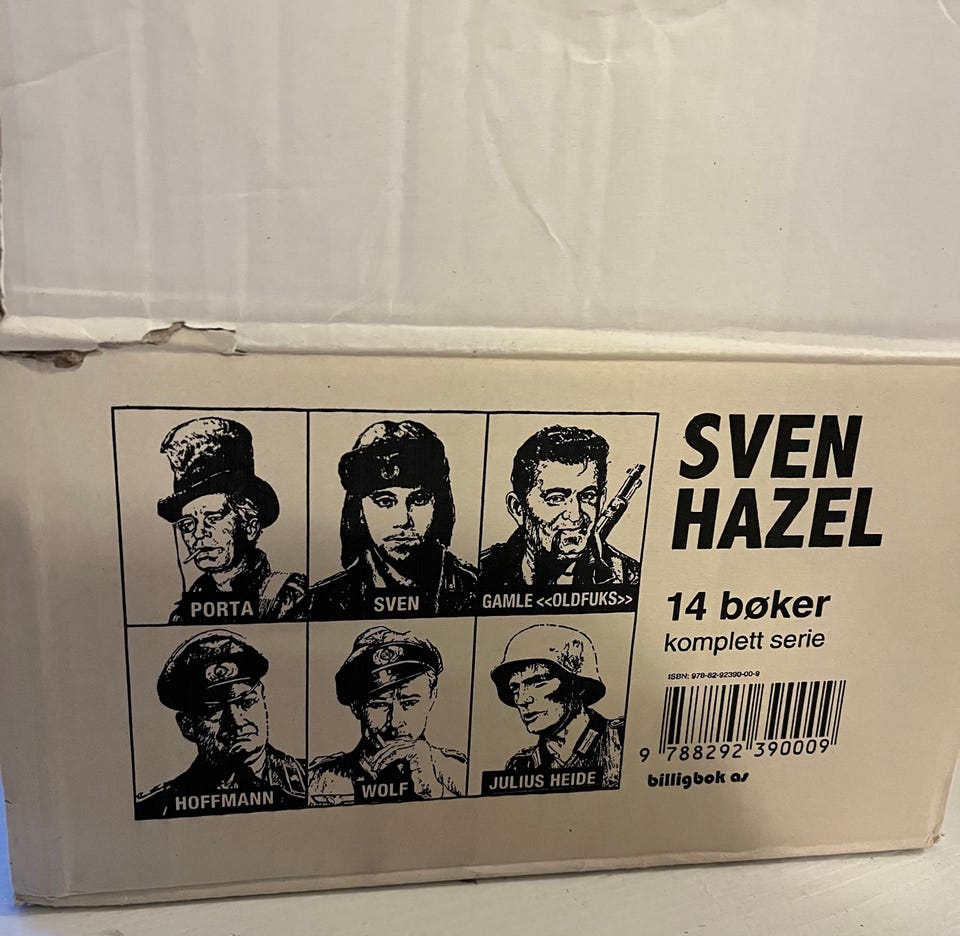 PORTA
SVEN
GAMLE <<OLDFUKS>>
HOFFMANN
WOLF
JULIUS HEIDE
SVEN
HAZEL
14 bøker
komplett serie
ISBN: 978-82-92390-00-9
9 788292 390009
billigbok as